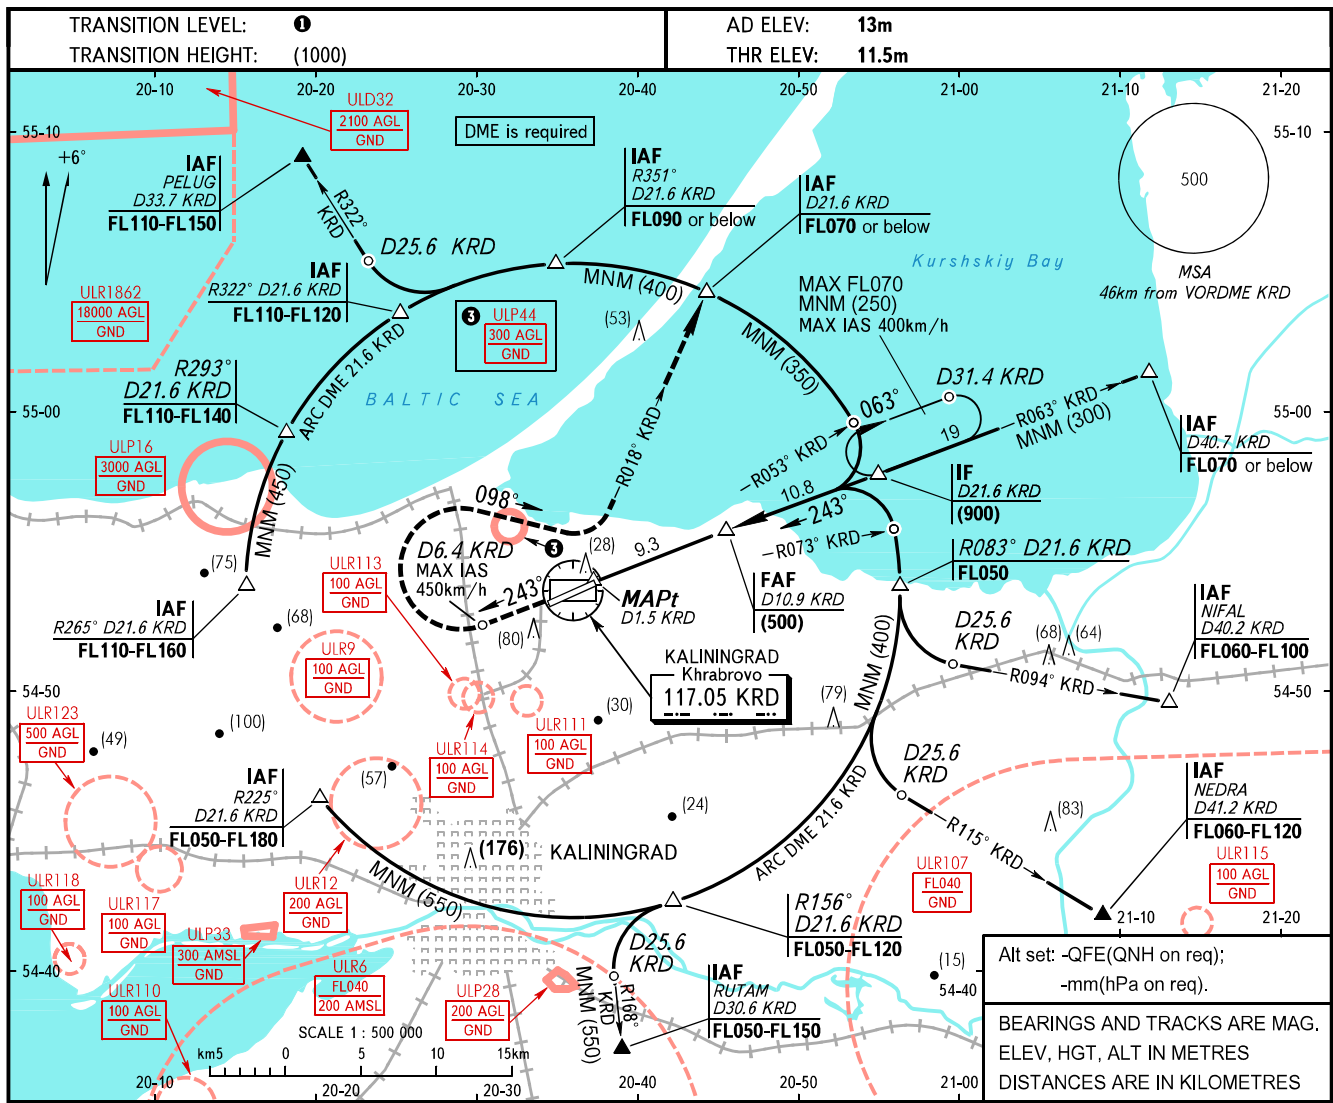 TRANSITION LEVEL: ❶
TRANSITION HEIGHT: (1000)
AD ELEV: 13m
THR ELEV: 11.5m
20-10
20-20
20-30
20-40
20-50
21-00
21-10
21-20
55-10
55-10
+6°
ULD32
2100 AGL
GND
DME is required
IAF
PELUG
D33.7 KRD
FL110-FL150
R322°
KRD
D25.6 KRD
IAF
R351°
D21.6 KRD
FL090 or below
IAF
D21.6 KRD
FL070 or below
500
MSA
46km from VORDME KRD
Kurshskiy Bay
IAF
R322° D21.6 KRD
FL110-FL120
MNM (400)
MAX FL070
MNM (250)
MAX IAS 400km/h
ULR1862
18000 AGL
GND
❸ ULP44
300 AGL
GND
(53)
MNM (350)
ARC DME 21.6 KRD
R293°
D21.6 KRD
FL110-FL140
BALTIC SEA
D31.4 KRD
063°
55-00
55-00
R063° KRD
MNM (300)
19
IAF
D40.7 KRD
FL070 or below
ULP16
3000 AGL
GND
R018° KRD
R053° KRD
10.8
243°
IF
D21.6 KRD
(900)
MNM (450)
098°
D6.4 KRD
MAX IAS
450km/h
❸
(28)
9.3
R073° KRD
R083° D21.6 KRD
FL050
(75)
ULR113
100 AGL
GND
243°
MAPt
D1.5 KRD
FAF
D10.9 KRD
(500)
IAF
R265° D21.6 KRD
FL110-FL160
(68)
(80)
IAF
NIFAL
D40.2 KRD
FL060-FL100
D25.6
KRD
(68)
(64)
R094° KRD
ULR9
100 AGL
GND
KALININGRAD
Khrabrovo
117.05 KRD
MNM (400)
54-50
54-50
(79)
(30)
ULR123
500 AGL
GND
(49)
(100)
ULR114
100 AGL
GND
ULR111
100 AGL
GND
D25.6
KRD
IAF
R225°
D21.6 KRD
FL050-FL180
(57)
(24)
R115° KRD
(83)
IAF
NEDRA
D41.2 KRD
FL060-FL120
ARC DME 21.6 KRD
(176)
KALININGRAD
MNM (550)
ULR107
FL040
GND
ULR115
100 AGL
GND
ULR118
100 AGL
GND
ULR117
100 AGL
GND
ULR12
200 AGL
GND
R156°
D21.6 KRD
FL050-FL120
21-10
21-20
ULP33
300 AMSL
GND
D25.6
KRD
54-40
(15)
54-40
ULR110
100 AGL
GND
ULR6
FL040
200 AMSL
ULP28
200 AGL
GND
MNM (550)
R168°
KRD
IAF
RUTAM
D30.6 KRD
FL050-FL150
Alt set: -QFE(QNH on req);
-mm(hPa on req).
SCALE 1 : 500 000
km5 0 5 10 15km
BEARINGS AND TRACKS ARE MAG.
ELEV, HGT, ALT IN METRES
DISTANCES ARE IN KILOMETRES
20-10
20-20
20-30
20-40
20-50
21-00